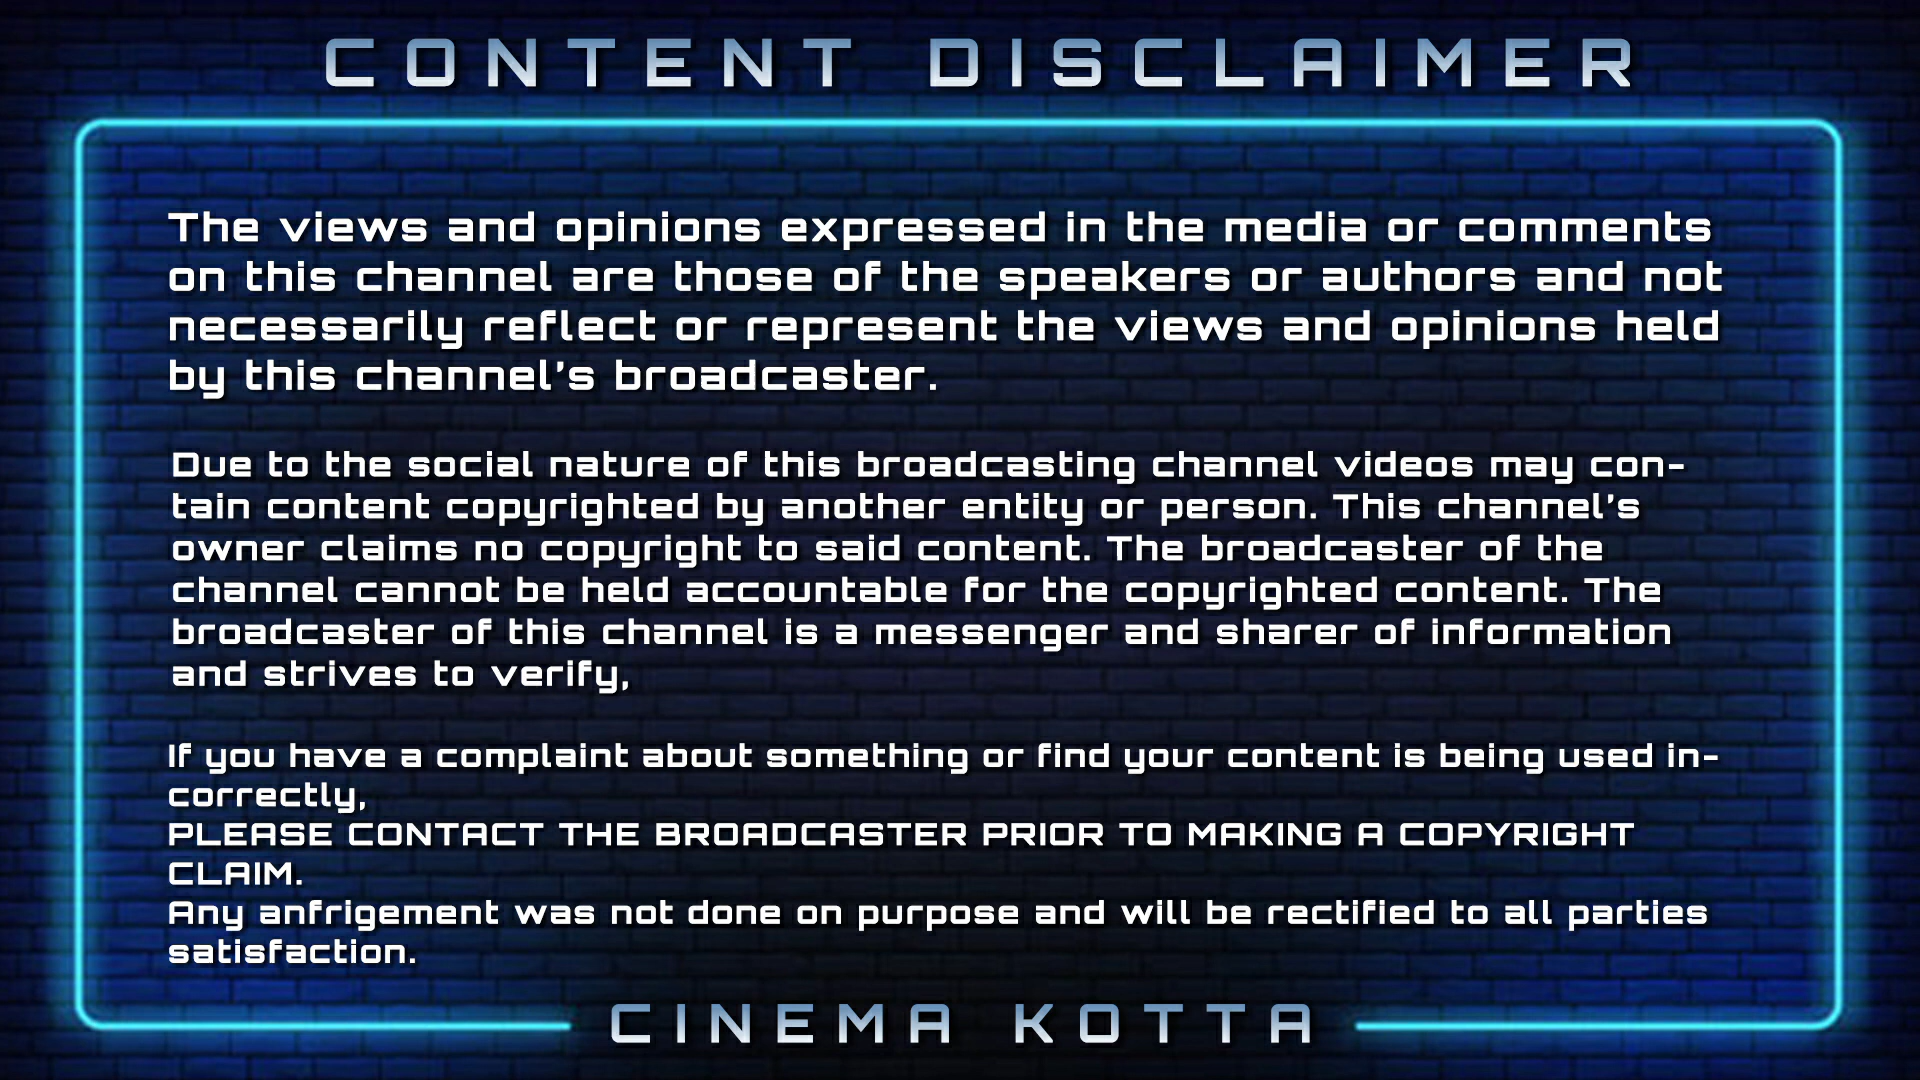 CONTENT DISCLAIMER
The views and opinions expressed in the media or comments
on this channel are those of the speakers or authors and not
necessarily reflect or represent the views and opinions held
by this channel's broadcaster.
Due to the social nature of this broadcasting channel videos may con-
tain content copyrighted by another entity or person. This channel's
owner claims no copyright to said content. The broadcaster of the
channel cannot be held accountable for the copyrighted content. The
broadcaster of this channel is a messenger and sharer of information
and strives to verify,
If you have a complaint about something or find your content is being used in-
correctly,
PLEASE CONTACT THE BROADCASTER PRIOR TO MAKING A COPYRIGHT
CLAIM.
Any anfrigement was not done on purpose and will be rectified to all parties
satisfaction.
CINEMA KOTTA